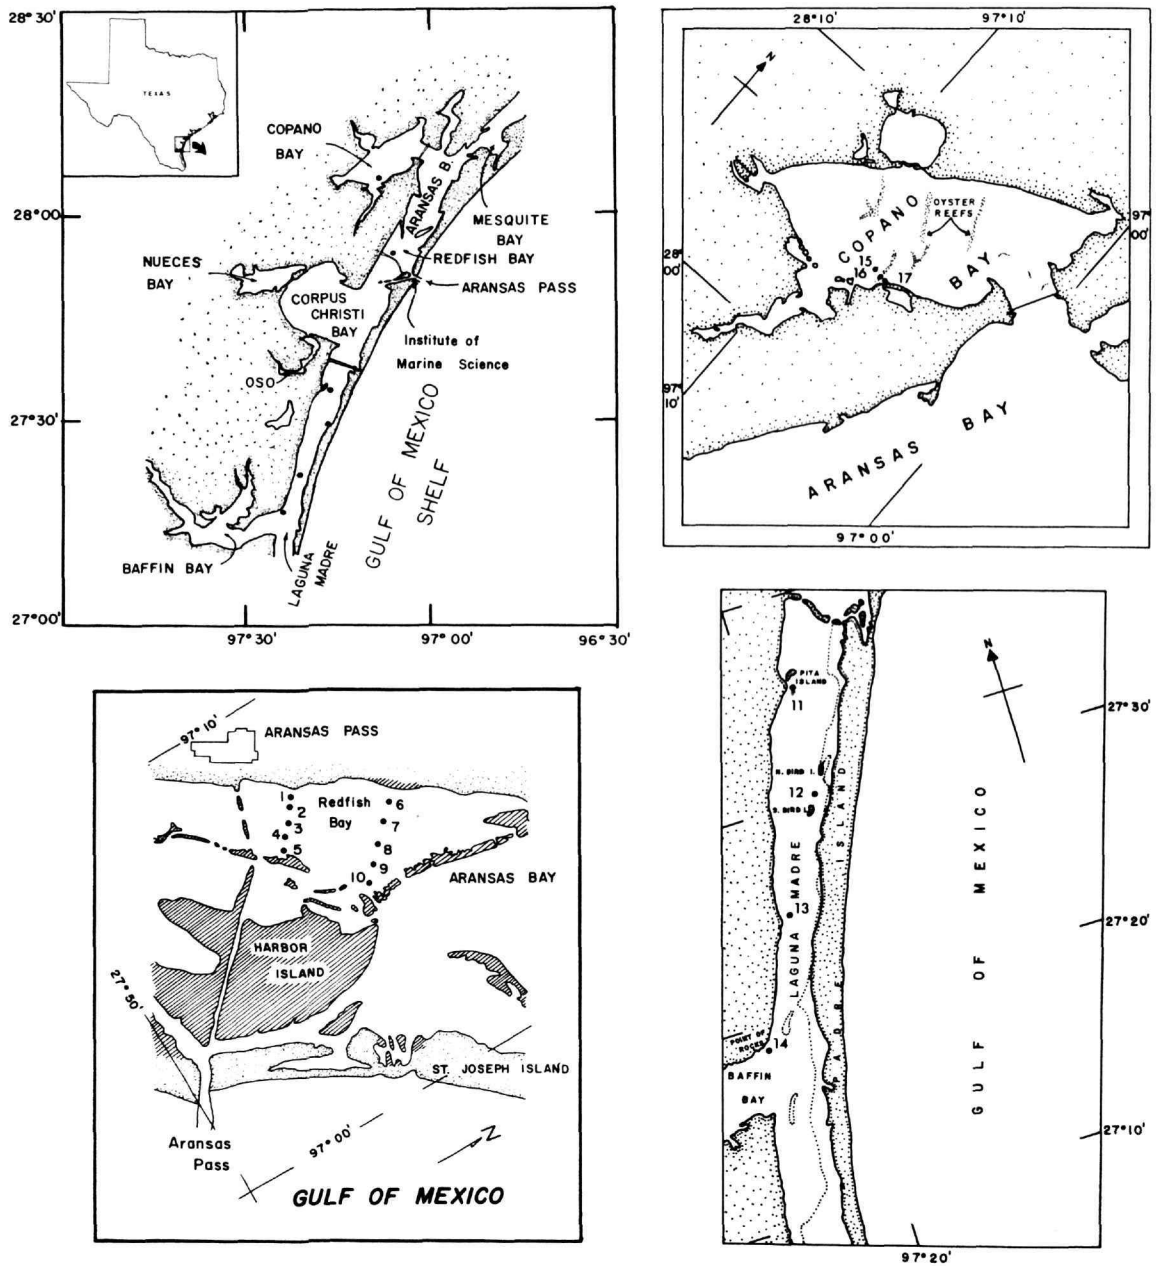 28° 30'
TEXAS
COPANO
BAY
ARANSAS B.
28° 00'
MESQUITE
BAY
NUECES
BAY
REDFISH BAY
ARANSAS PASS
CORPUS
CHRISTI
BAY
Institute of
Marine Science
OSO
27° 30'
GULF OF MEXICO
SHELF
BAFFIN BAY
LAGUNA
MADRE
27° 00'
97° 30'
97° 00'
96° 30'
28° 10'
97° 10'
N
OYSTER
REEFS
COPANO
BAY
97°
00'
28°
00'
15
16
17
97°
10'
ARANSAS BAY
97° 00'
97° 10'
ARANSAS PASS
1
2
3
4
5
Redfish
Bay
6
7
8
9
10
ARANSAS BAY
HARBOR
ISLAND
27° 50'
ST. JOSEPH ISLAND
Aransas
Pass
97° 00'
N
GULF OF MEXICO
N
PITA
ISLAND
11
27° 30'
N. BIRD I.
12
S. BIRD I.
LAGUNA MADRE
PADRE ISLAND
GULF OF MEXICO
13
27° 20'
POINT OF
ROCKS
14
BAFFIN
BAY
27° 10'
97° 20'